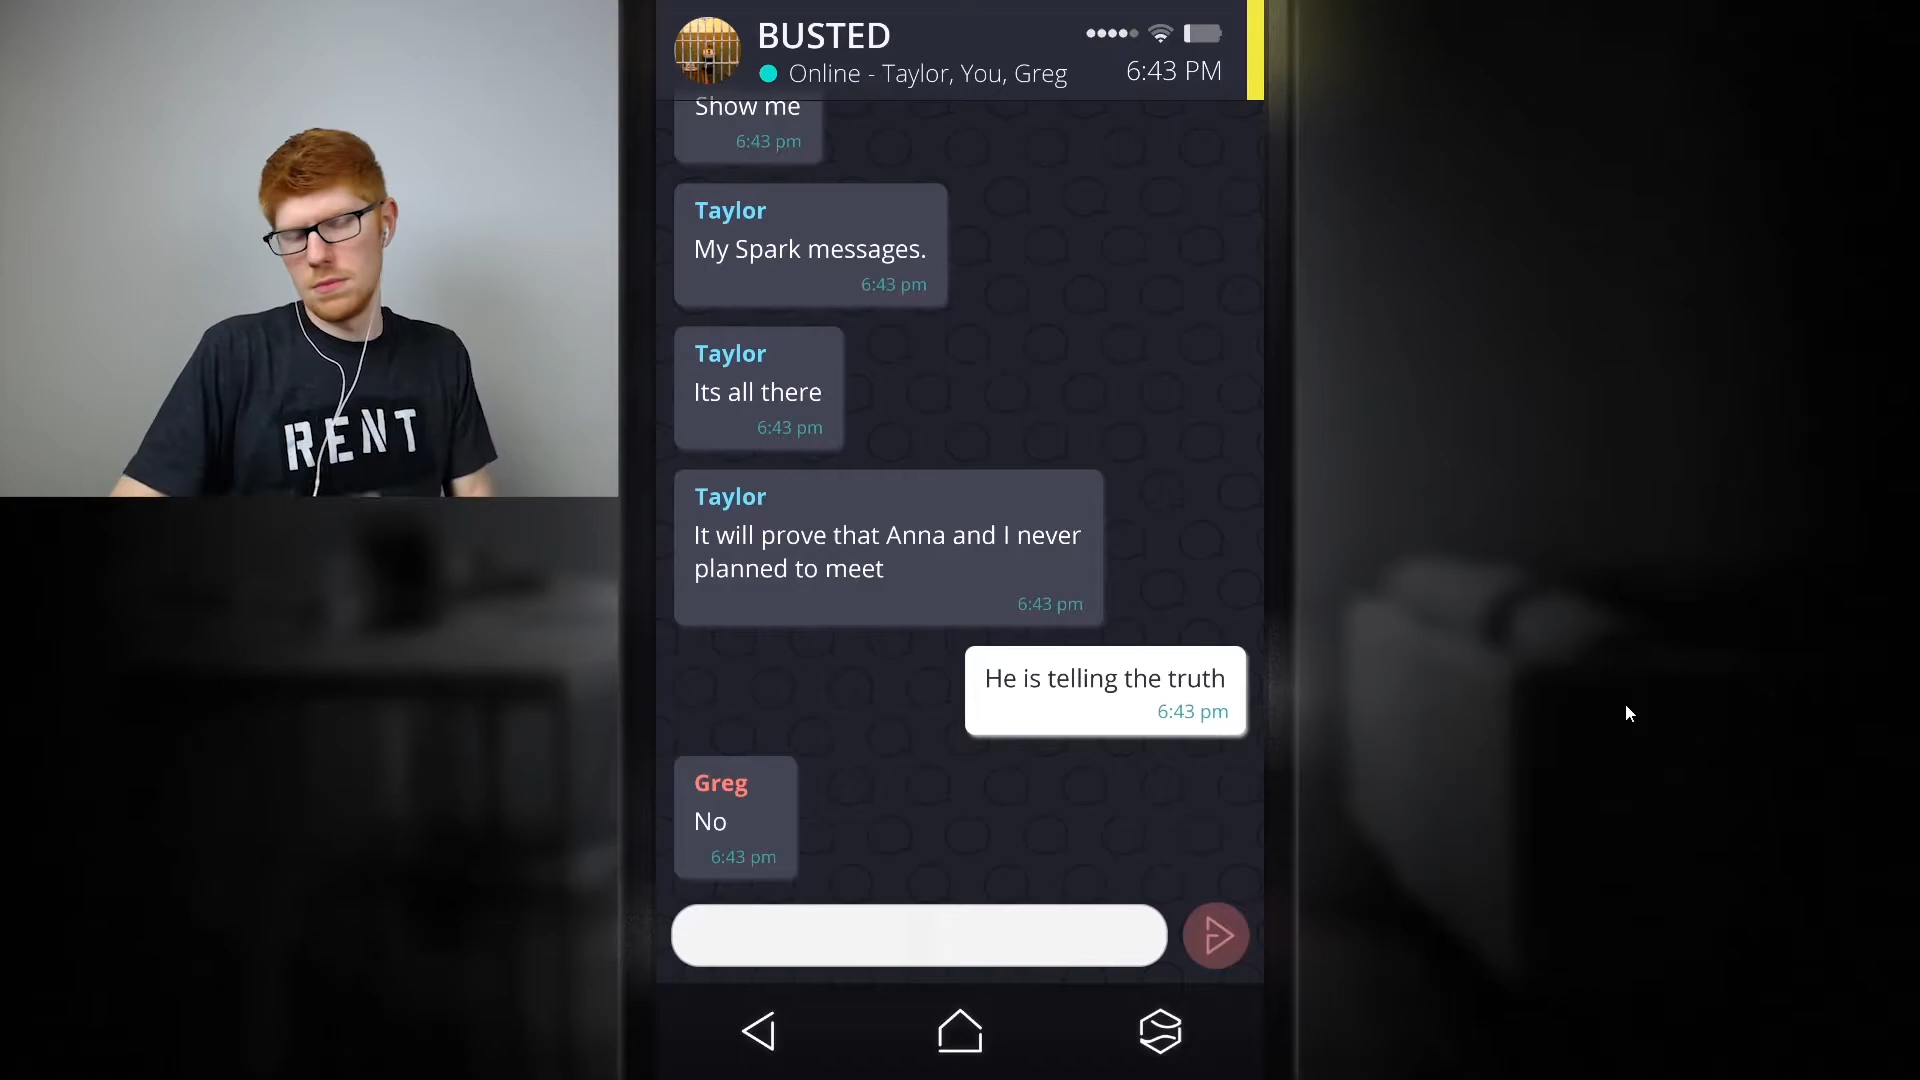 BUSTED
Online - Taylor, You, Greg
6:43 PM
Show me
6:43 pm
Taylor
My Spark messages.
6:43 pm
Taylor
Its all there
6:43 pm
Taylor
It will prove that Anna and I never
planned to meet
6:43 pm
He is telling the truth
6:43 pm
Greg
No
6:43 pm
RENT